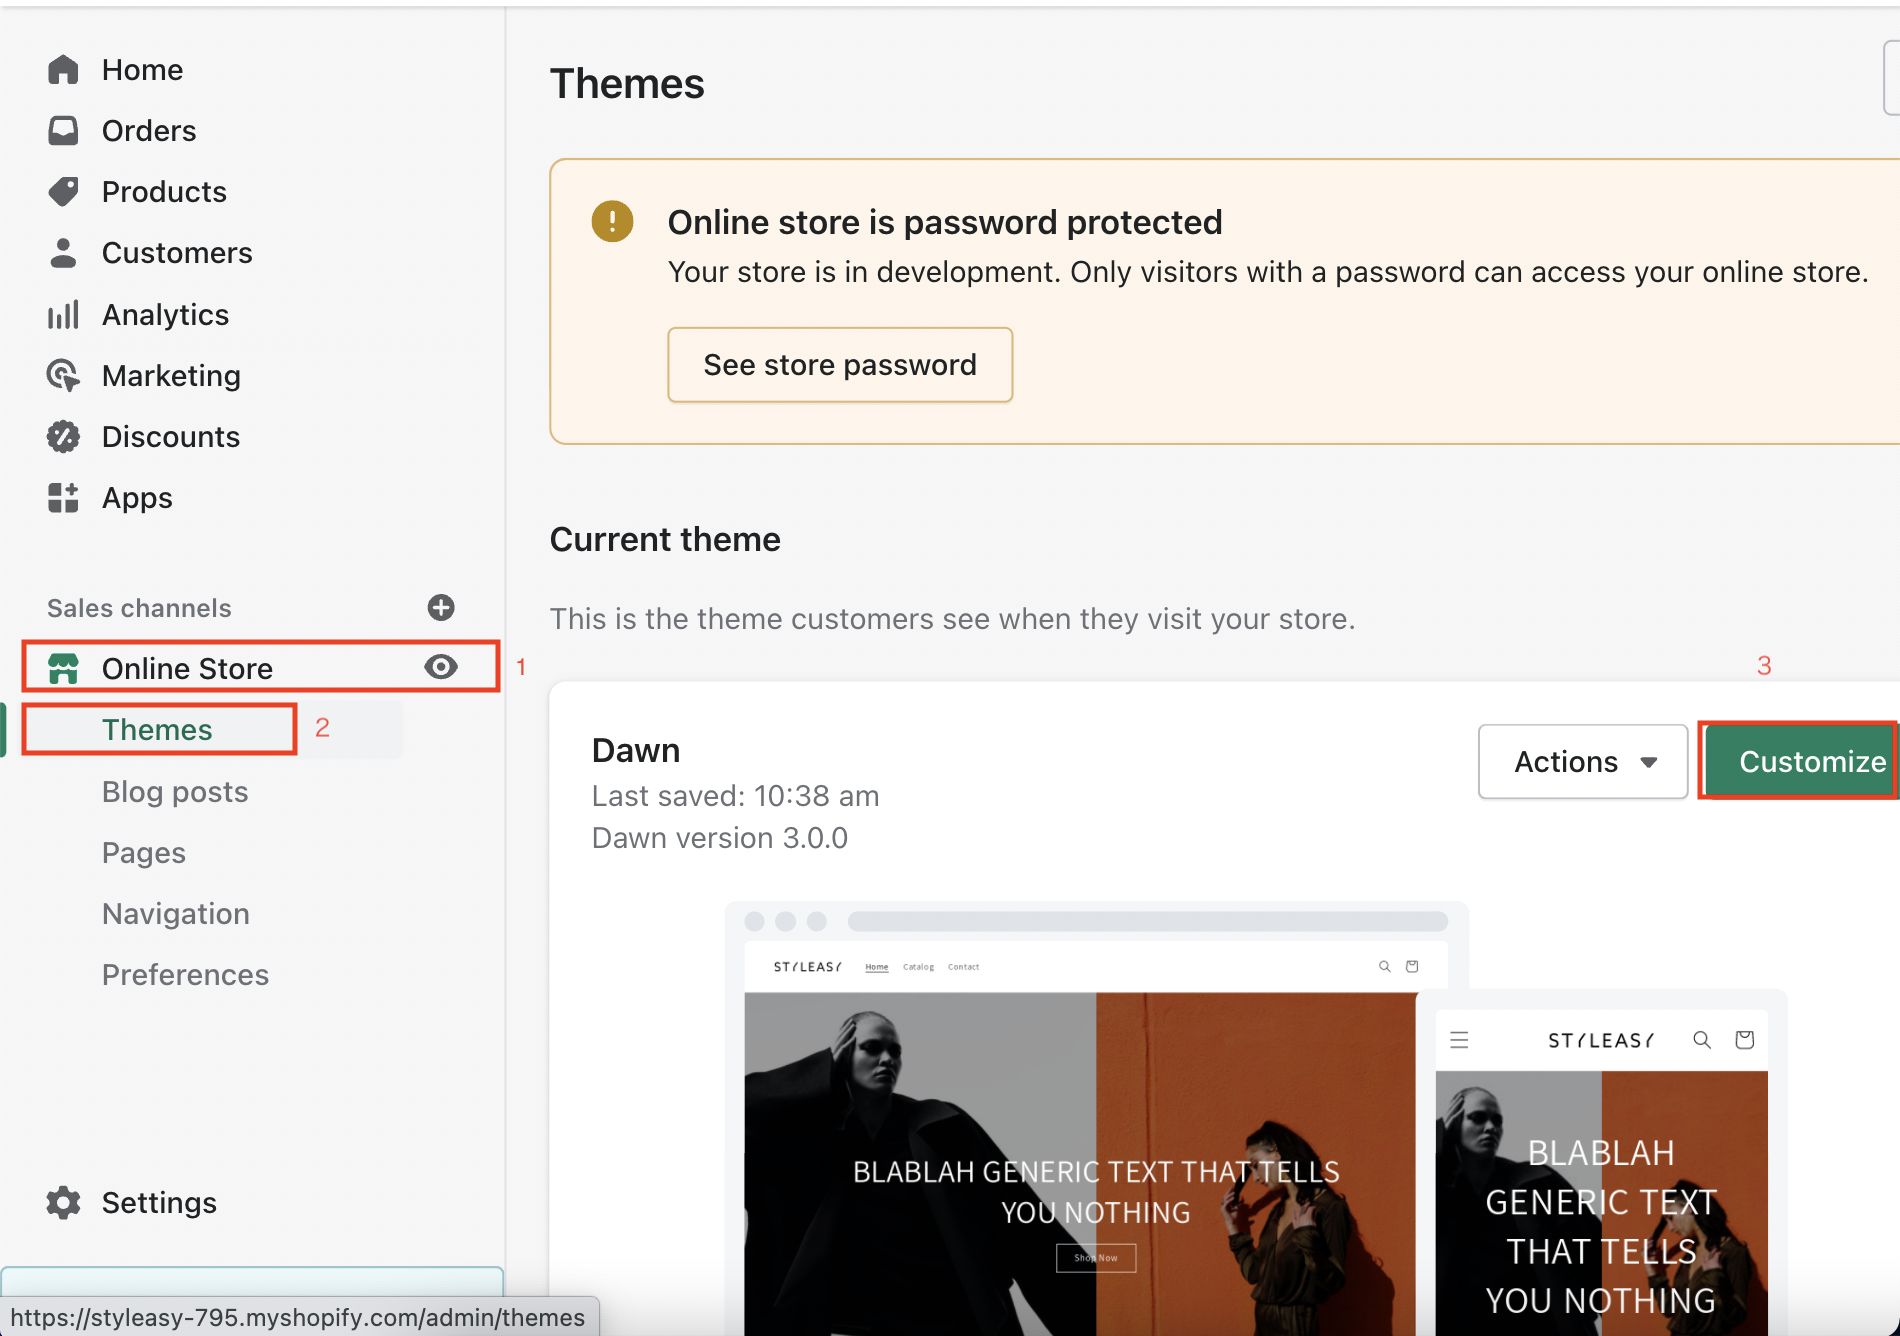 Home
Orders
Products
Customers
Analytics
Marketing
Discounts
Apps
Sales channels
Online Store
1
Themes
2
Blog posts
Pages
Navigation
Preferences
Settings
https://styleasy-795.myshopify.com/admin/themes
Themes
Online store is password protected
Your store is in development. Only visitors with a password can access your online store.
See store password
Current theme
This is the theme customers see when they visit your store.
3
Dawn
Last saved: 10:38 am
Dawn version 3.0.0
Actions
Customize
STYLEASY Home Catalog Contact
BLABLAH GENERIC TEXT THAT TELLS
YOU NOTHING
Shop Now
STYLEASY
BLABLAH
GENERIC TEXT
THAT TELLS
YOU NOTHING